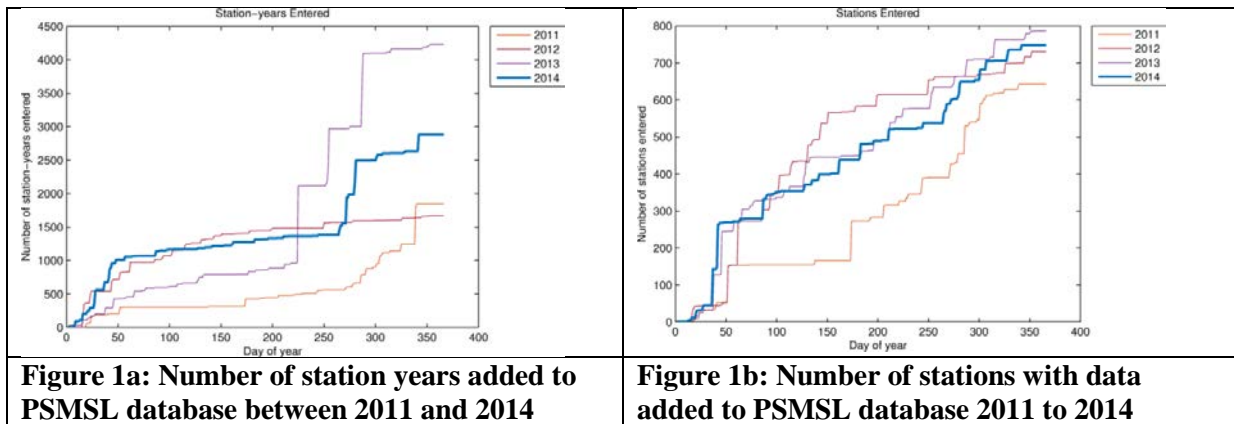 Station-years Entered
Number of station-years entered
4500
4000
3500
3000
2500
2000
1500
1000
500
0
0 50 100 150 200 250 300 350 400
Day of year
2011
2012
2013
2014
Figure 1a: Number of station years added to
PSMSL database between 2011 and 2014
Stations Entered
Number of stations entered
800
700
600
500
400
300
200
100
0
0 50 100 150 200 250 300 350 400
Day of year
2011
2012
2013
2014
Figure 1b: Number of stations with data
added to PSMSL database 2011 to 2014